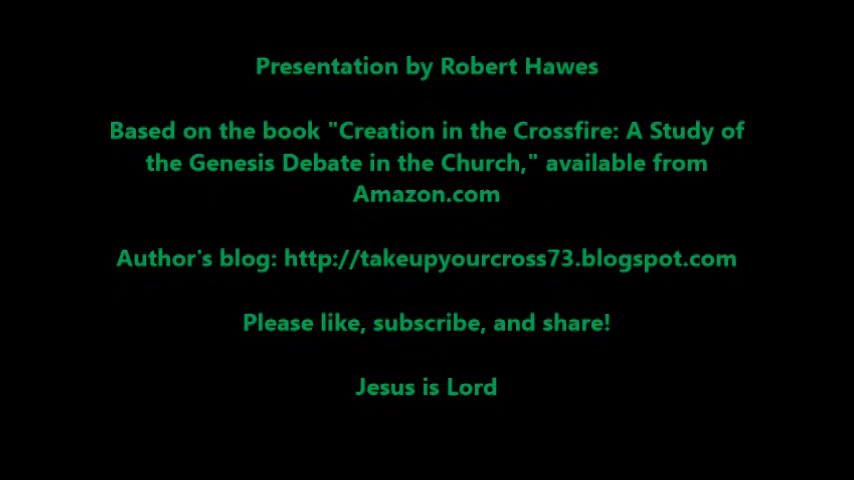 Presentation by Robert Hawes
Based on the book "Creation in the Crossfire: A Study of
the Genesis Debate in the Church," available from
Amazon.com
Author's blog: http://takeupyourcross73.blogspot.com
Please like, subscribe, and share!
Jesus is Lord